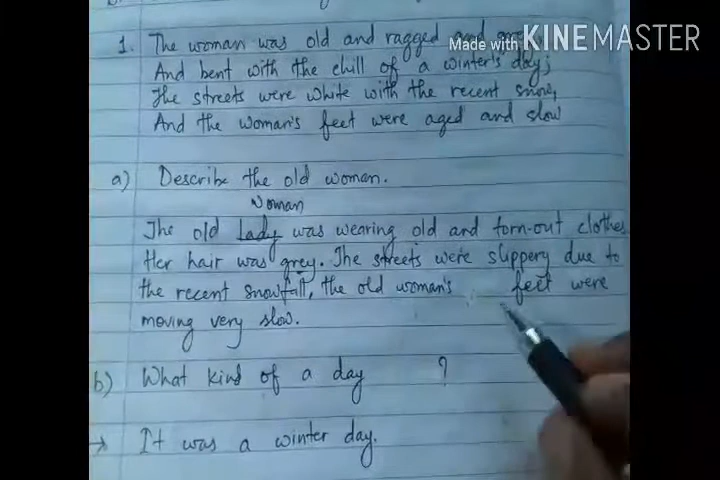 Made with KINEMASTER
1. The woman was old and ragged and
And bent with the chill of a winter's day;
The streets were white with the recent snow,
And the woman's feet were aged and slow
a) Describe the old woman.
Woman
The old Lady was wearing old and torn-out clothes
Her hair was grey. The streets were slippery due to
the recent snowfall, the old woman's feet were
moving very slow.
b) What kind of a day ?
→ It was a winter day.